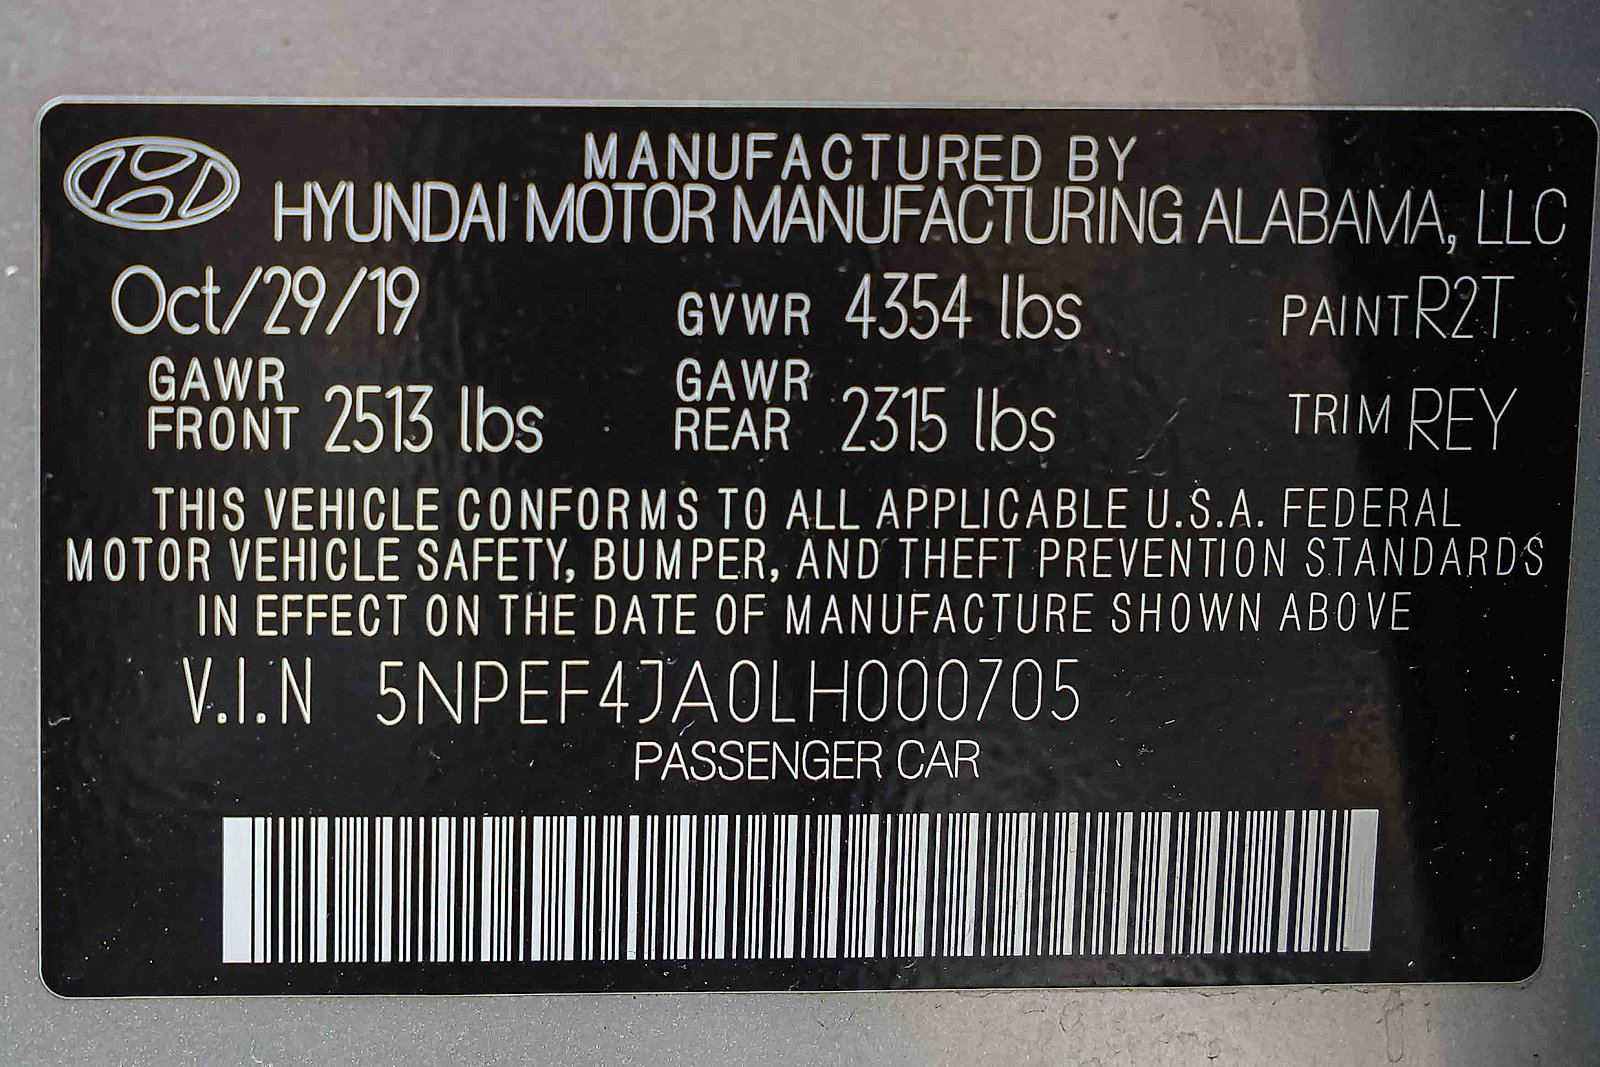 MANUFACTURED BY
HYUNDAI MOTOR MANUFACTURING ALABAMA, LLC
Oct/29/19 GVWR 4354 lbs PAINT R2T
GAWR FRONT 2513 lbs GAWR REAR 2315 lbs TRIM REY
THIS VEHICLE CONFORMS TO ALL APPLICABLE U.S.A. FEDERAL
MOTOR VEHICLE SAFETY, BUMPER, AND THEFT PREVENTION STANDARDS
IN EFFECT ON THE DATE OF MANUFACTURE SHOWN ABOVE
V.I.N 5NPEF4JA0LH000705
PASSENGER CAR